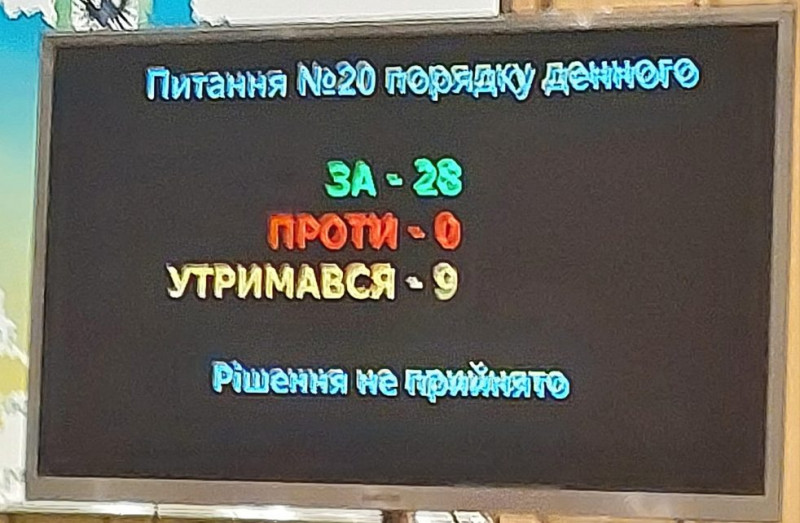 Питання №20 порядку денного
ЗА - 28
ПРОТИ - 0
УТРИМАВСЯ - 9
Рішення не прийнято